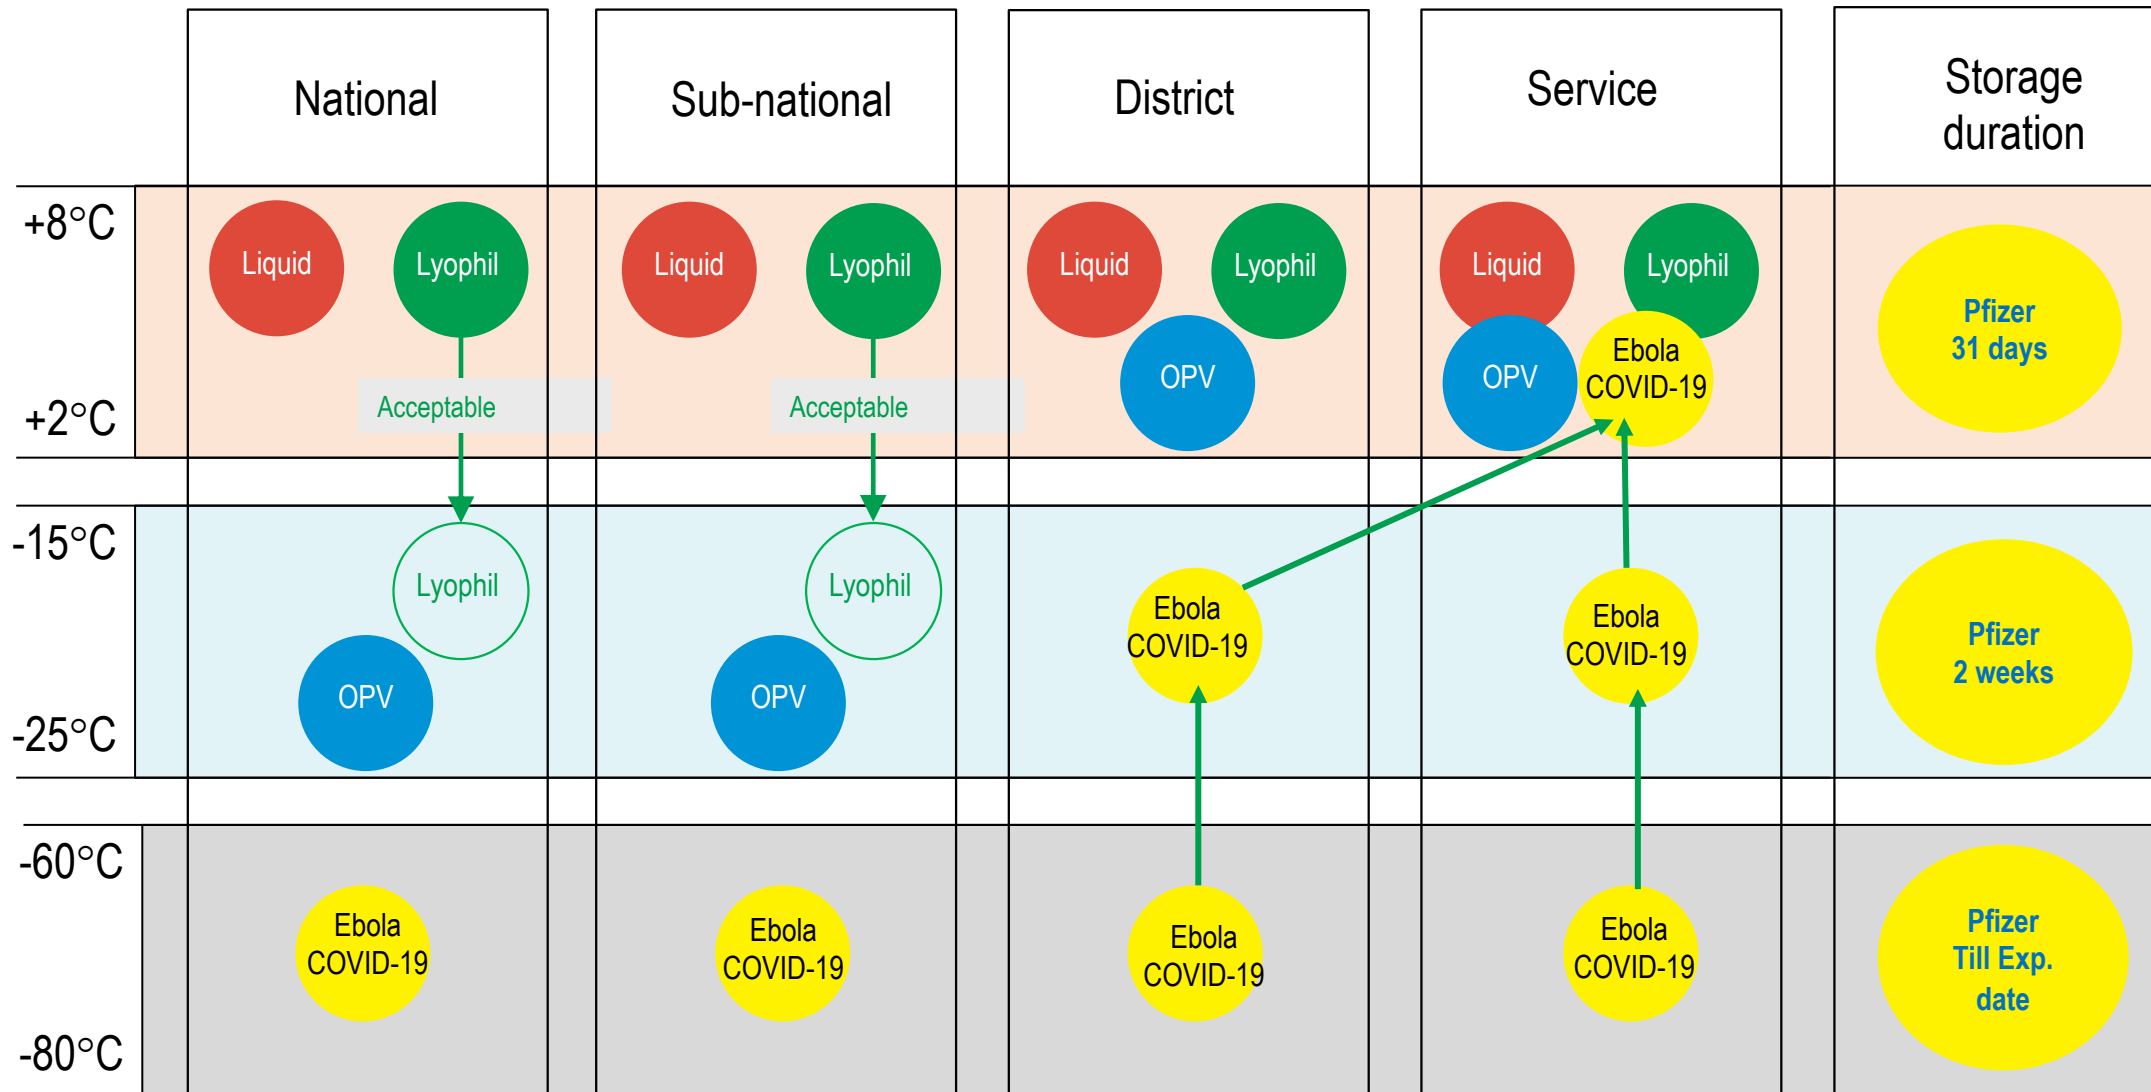 National
Sub-national
District
Service
Storage
duration
+8°C
+2°C
Liquid
Lyophil
Acceptable
Liquid
Lyophil
Acceptable
Liquid
Lyophil
OPV
Liquid
Lyophil
OPV
Ebola
COVID-19
Pfizer
31 days
-15°C
-25°C
Lyophil
OPV
Lyophil
OPV
Ebola
COVID-19
Ebola
COVID-19
Pfizer
2 weeks
-60°C
-80°C
Ebola
COVID-19
Ebola
COVID-19
Ebola
COVID-19
Ebola
COVID-19
Pfizer
Till Exp.
date